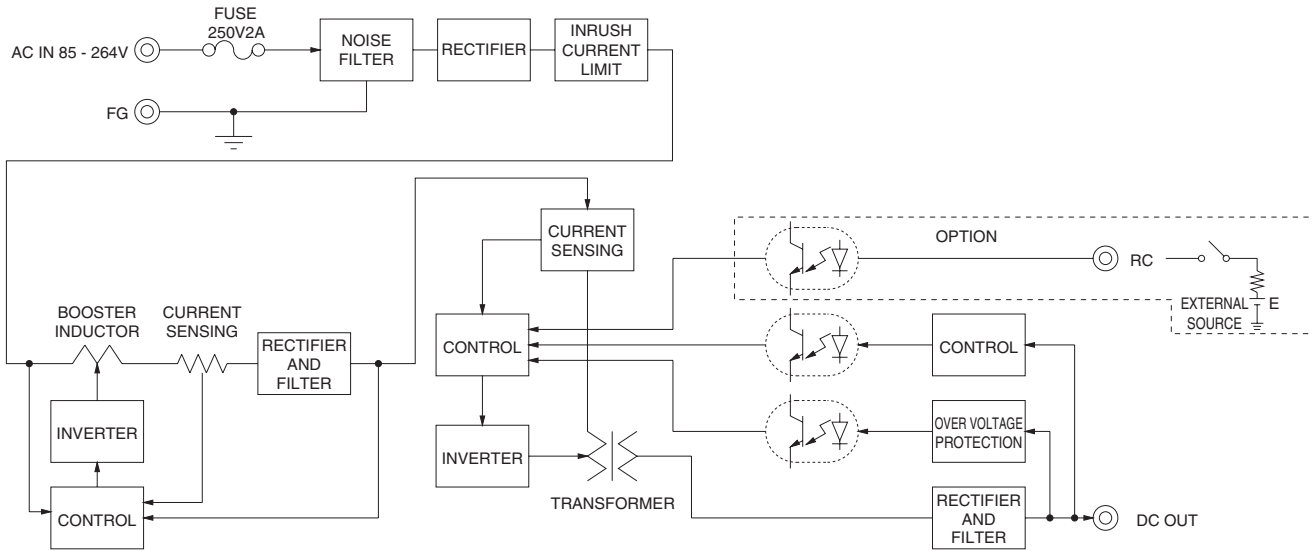 FUSE
250V2A
AC IN 85 - 264V
NOISE
FILTER
RECTIFIER
INRUSH
CURRENT
LIMIT
FG
CURRENT
SENSING
OPTION
RC
EXTERNAL
SOURCE
E
BOOSTER
INDUCTOR
CURRENT
SENSING
RECTIFIER
AND
FILTER
CONTROL
CONTROL
INVERTER
INVERTER
OVER VOLTAGE
PROTECTION
TRANSFORMER
CONTROL
RECTIFIER
AND
FILTER
DC OUT